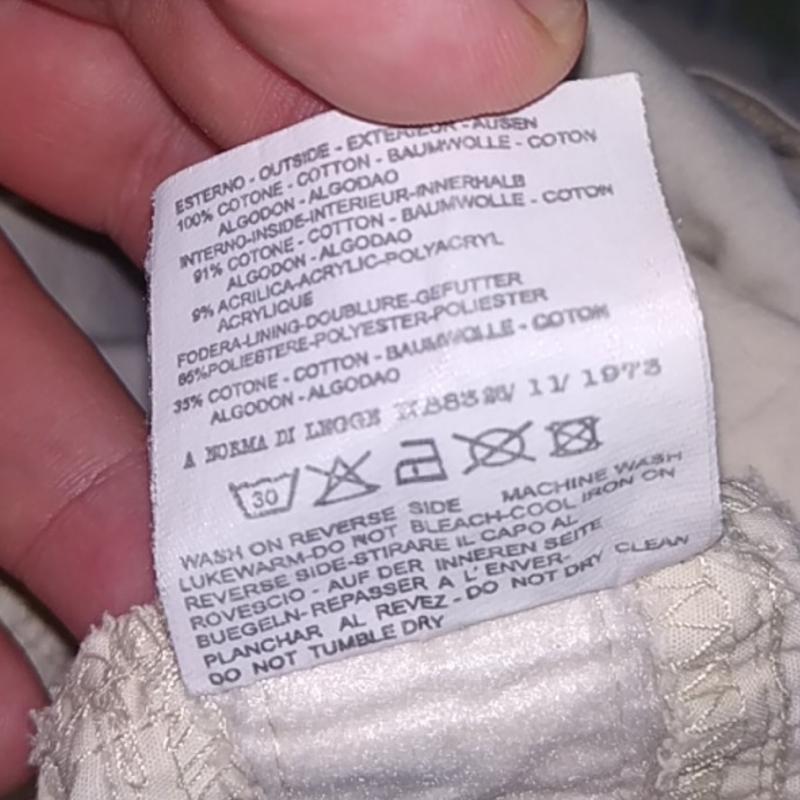 ESTERNO - OUTSIDE - EXTERIEUR - AUSEN
100% COTONE - COTTON - BAUMWOLLE - COTON
ALGODON - ALGODAO
INTERNO-INSIDE-INTERIEUR-INNERHALB
91% COTONE - COTTON - BAUMWOLLE - COTON
ALGODON - ALGODAO
9% ACRILICA-ACRYLIC-POLYACRYL
ACRYLIQUE
FODERA-LINING-DOUBLURE-GEFUTTER
65%POLIESTERE-POLYESTER-POLIESTER
35% COTONE - COTTON - BAUMWOLLE - COTON
ALGODON - ALGODAO
A NORMA DI LEGGE 11/ 1973
30
WASH ON REVERSE SIDE MACHINE WASH
LUKEWARM-DO NOT BLEACH-COOL IRON ON
REVERSE SIDE-STIRARE IL CAPO AL
ROVESCIO - AUF DER INNEREN SEITE
BUEGELN-REPASSER A L'ENVER-
PLANCHAR AL REVEZ - DO NOT DRY CLEAN
DO NOT TUMBLE DRY